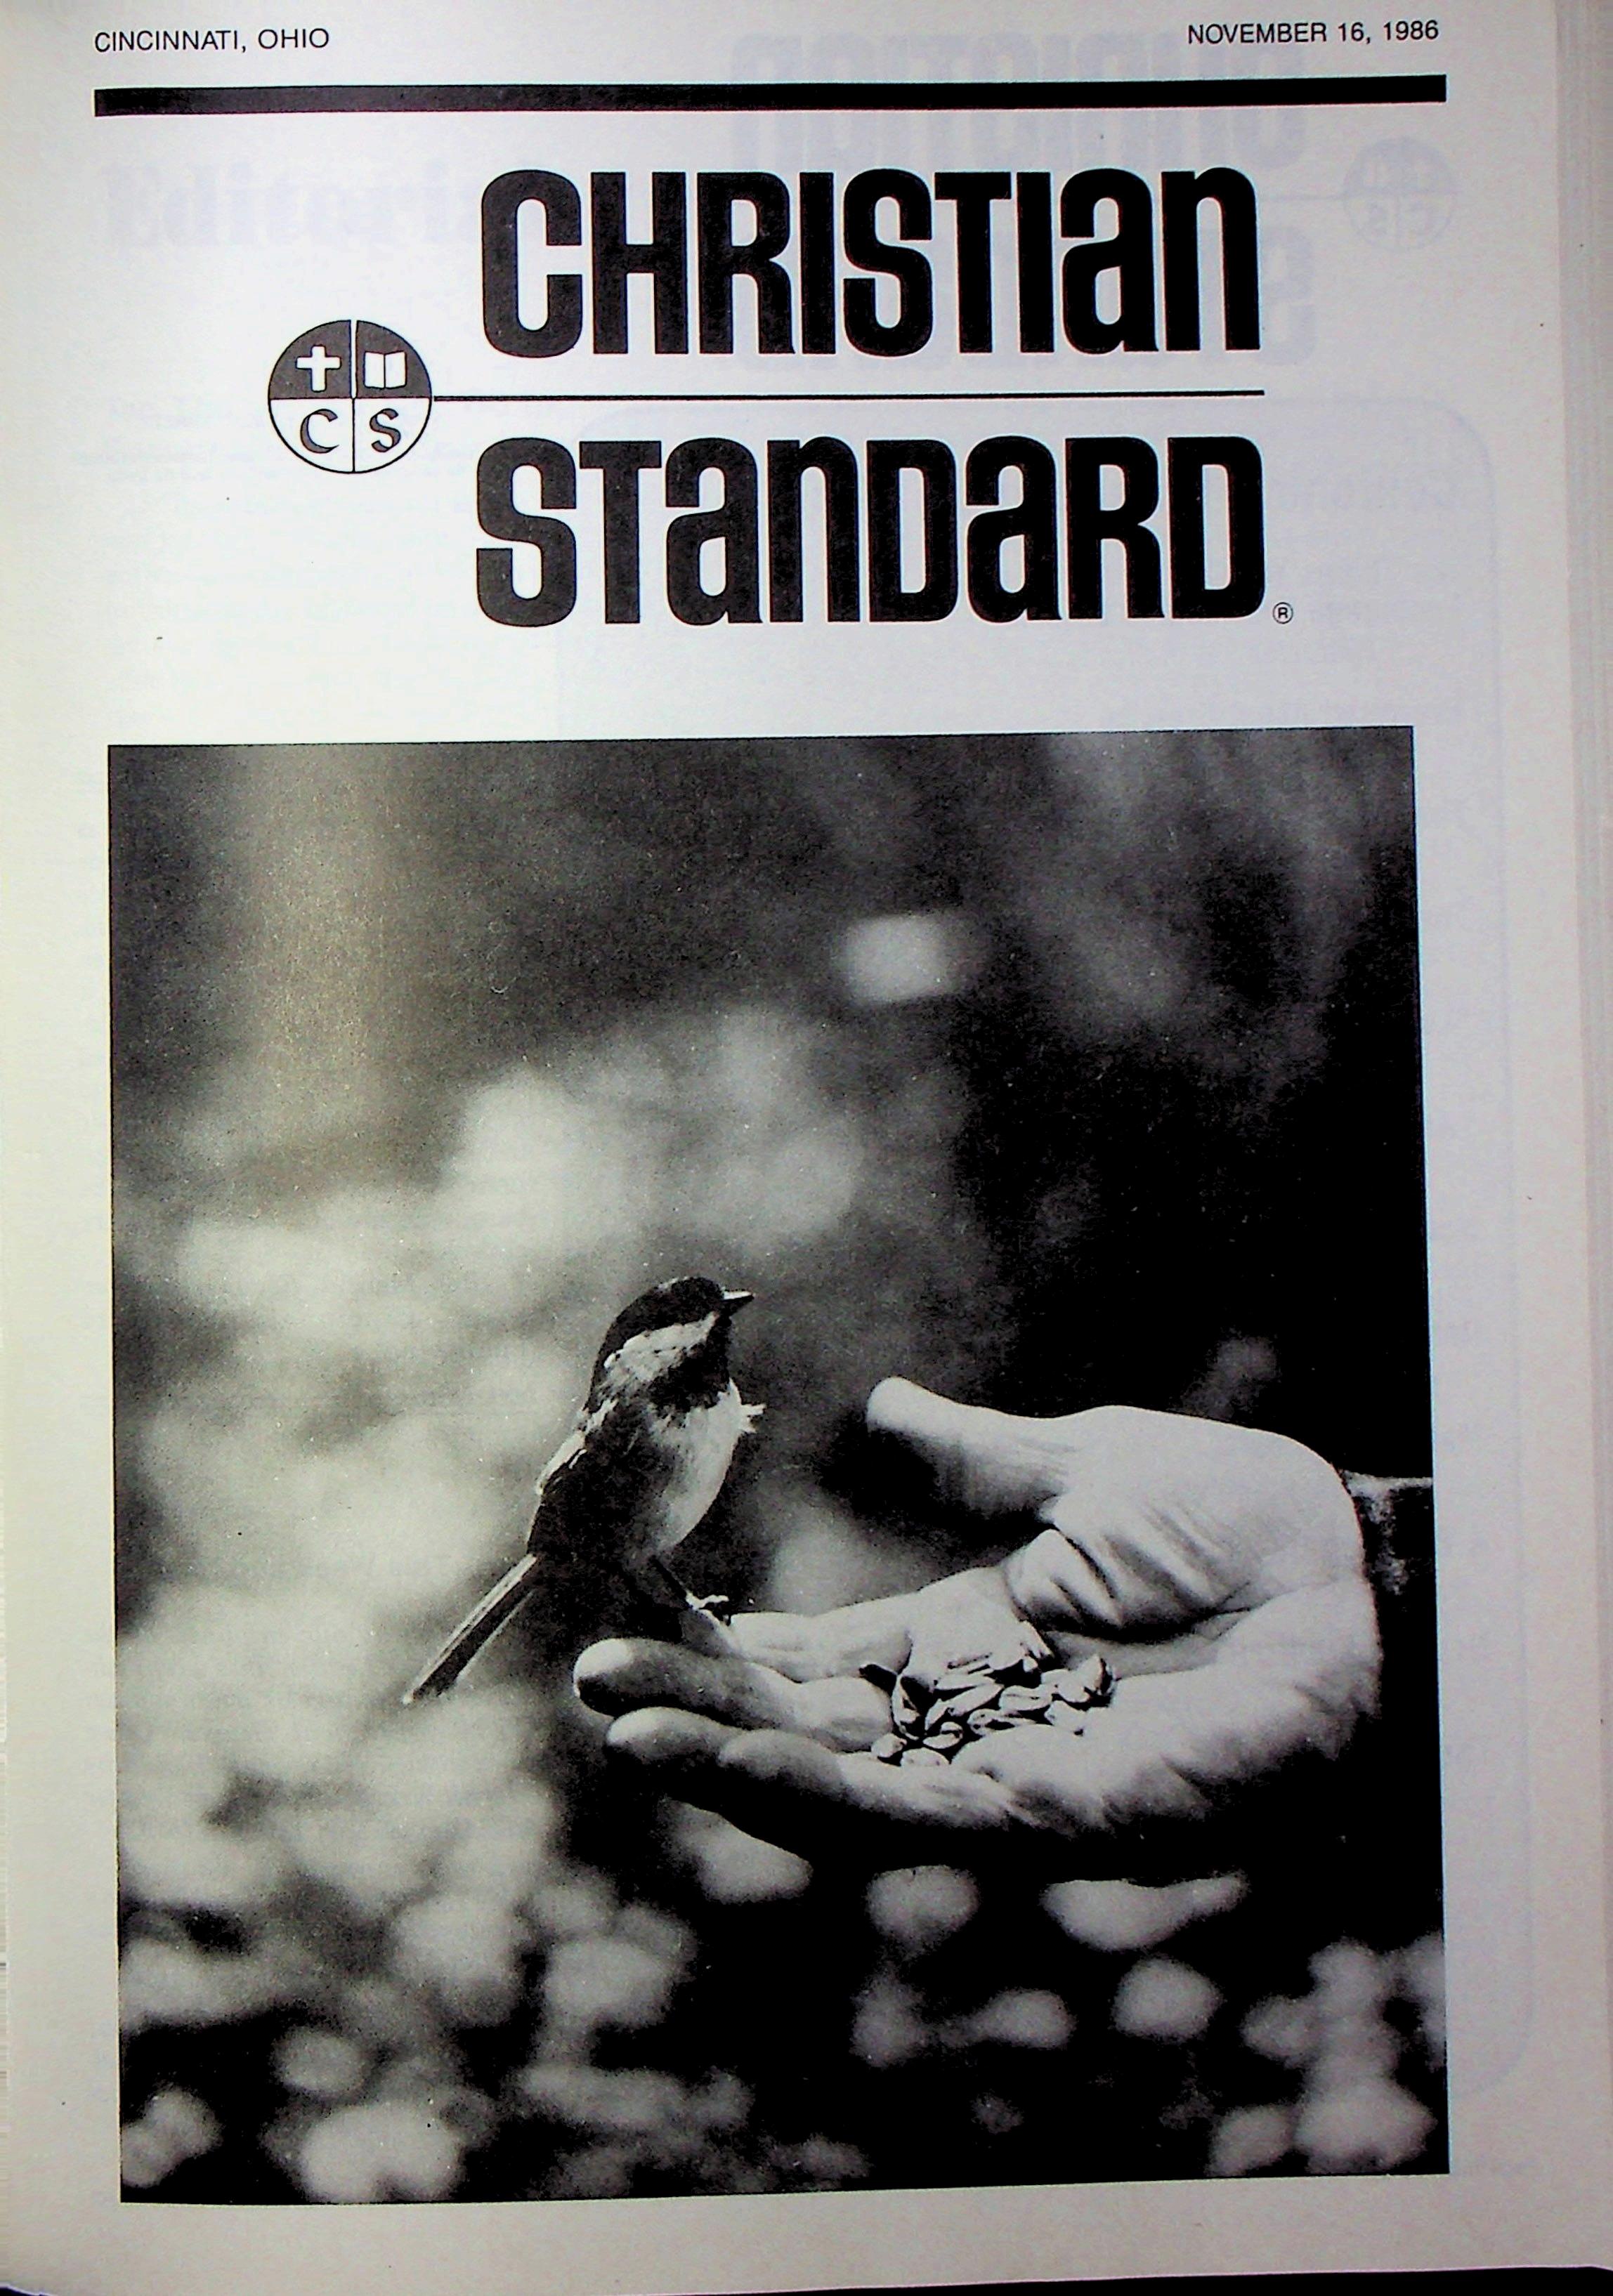 CINCINNATI, OHIO
NOVEMBER 16, 1986
CHRISTIan
C S
STanDaRD®